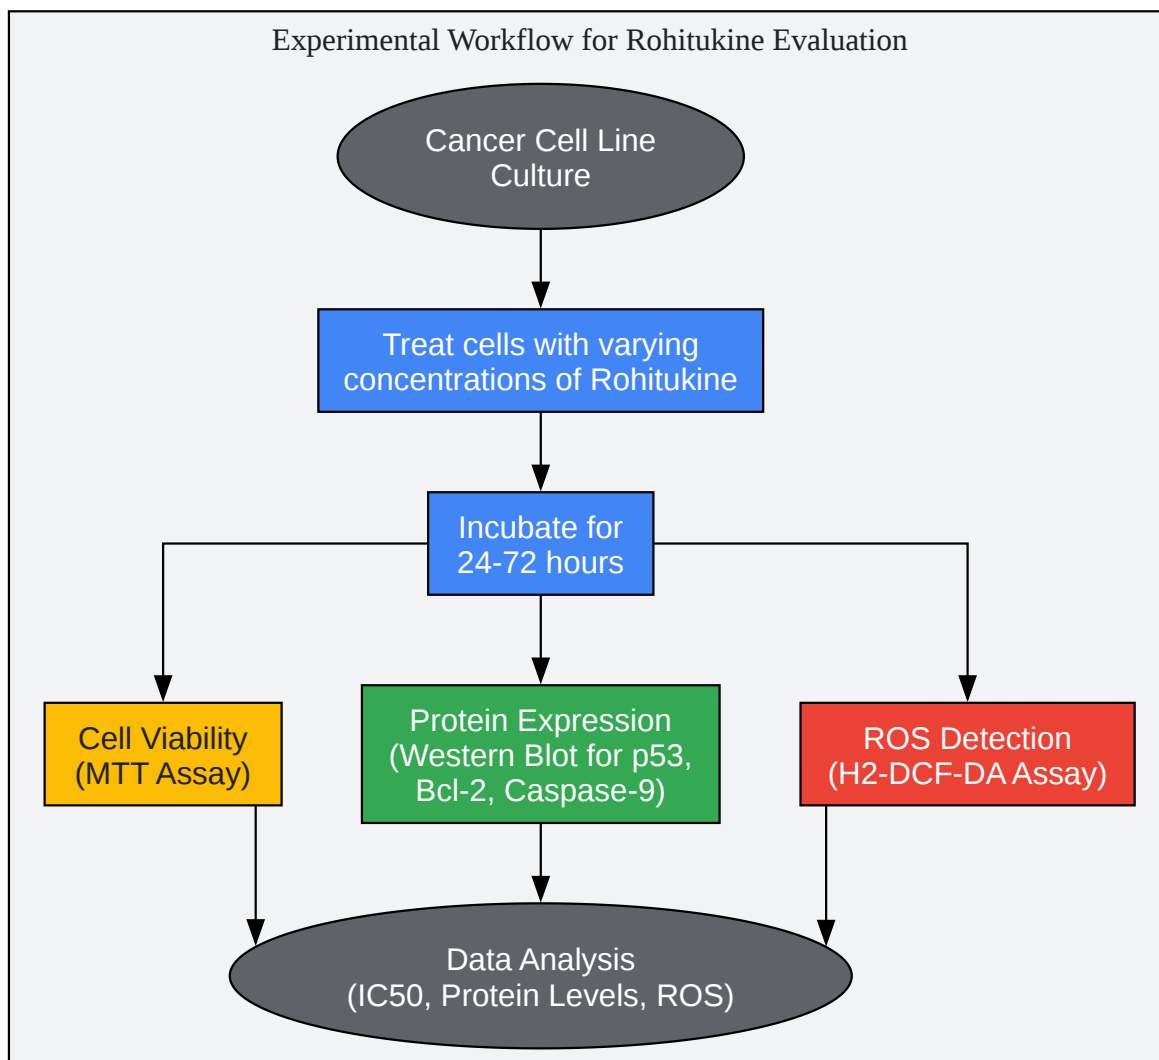 Experimental Workflow for Rohitukine Evaluation
Cancer Cell Line
Culture
Treat cells with varying
concentrations of Rohitukine
Incubate for
24-72 hours
Cell Viability
(MTT Assay)
Protein Expression
(Western Blot for p53,
Bcl-2, Caspase-9)
ROS Detection
(H2-DCF-DA Assay)
Data Analysis
(IC50, Protein Levels, ROS)